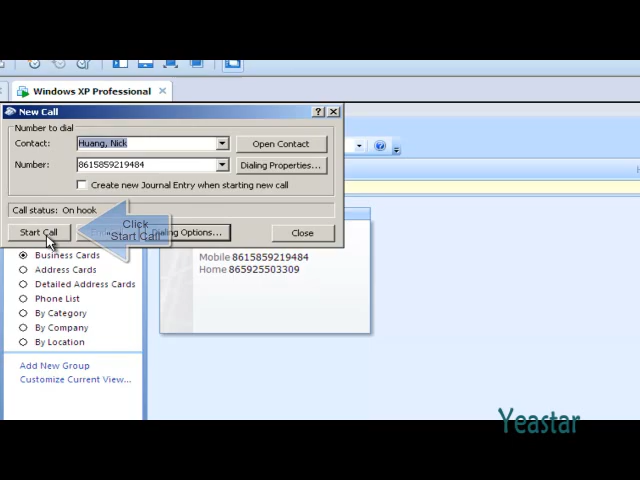 Windows XP Professional
New Call
Number to dial
Contact: Huang, Nick Open Contact
Number: 8615859219484 Dialing Properties...
Create new Journal Entry when starting new call
Call status: On hook
Start Call Dialing Options... Close
Click
"Start Call"
Business Cards
Address Cards
Detailed Address Cards
Phone List
By Category
By Company
By Location
Add New Group
Customize Current View...
Mobile 8615859219484
Home 865925503309
Yeastar